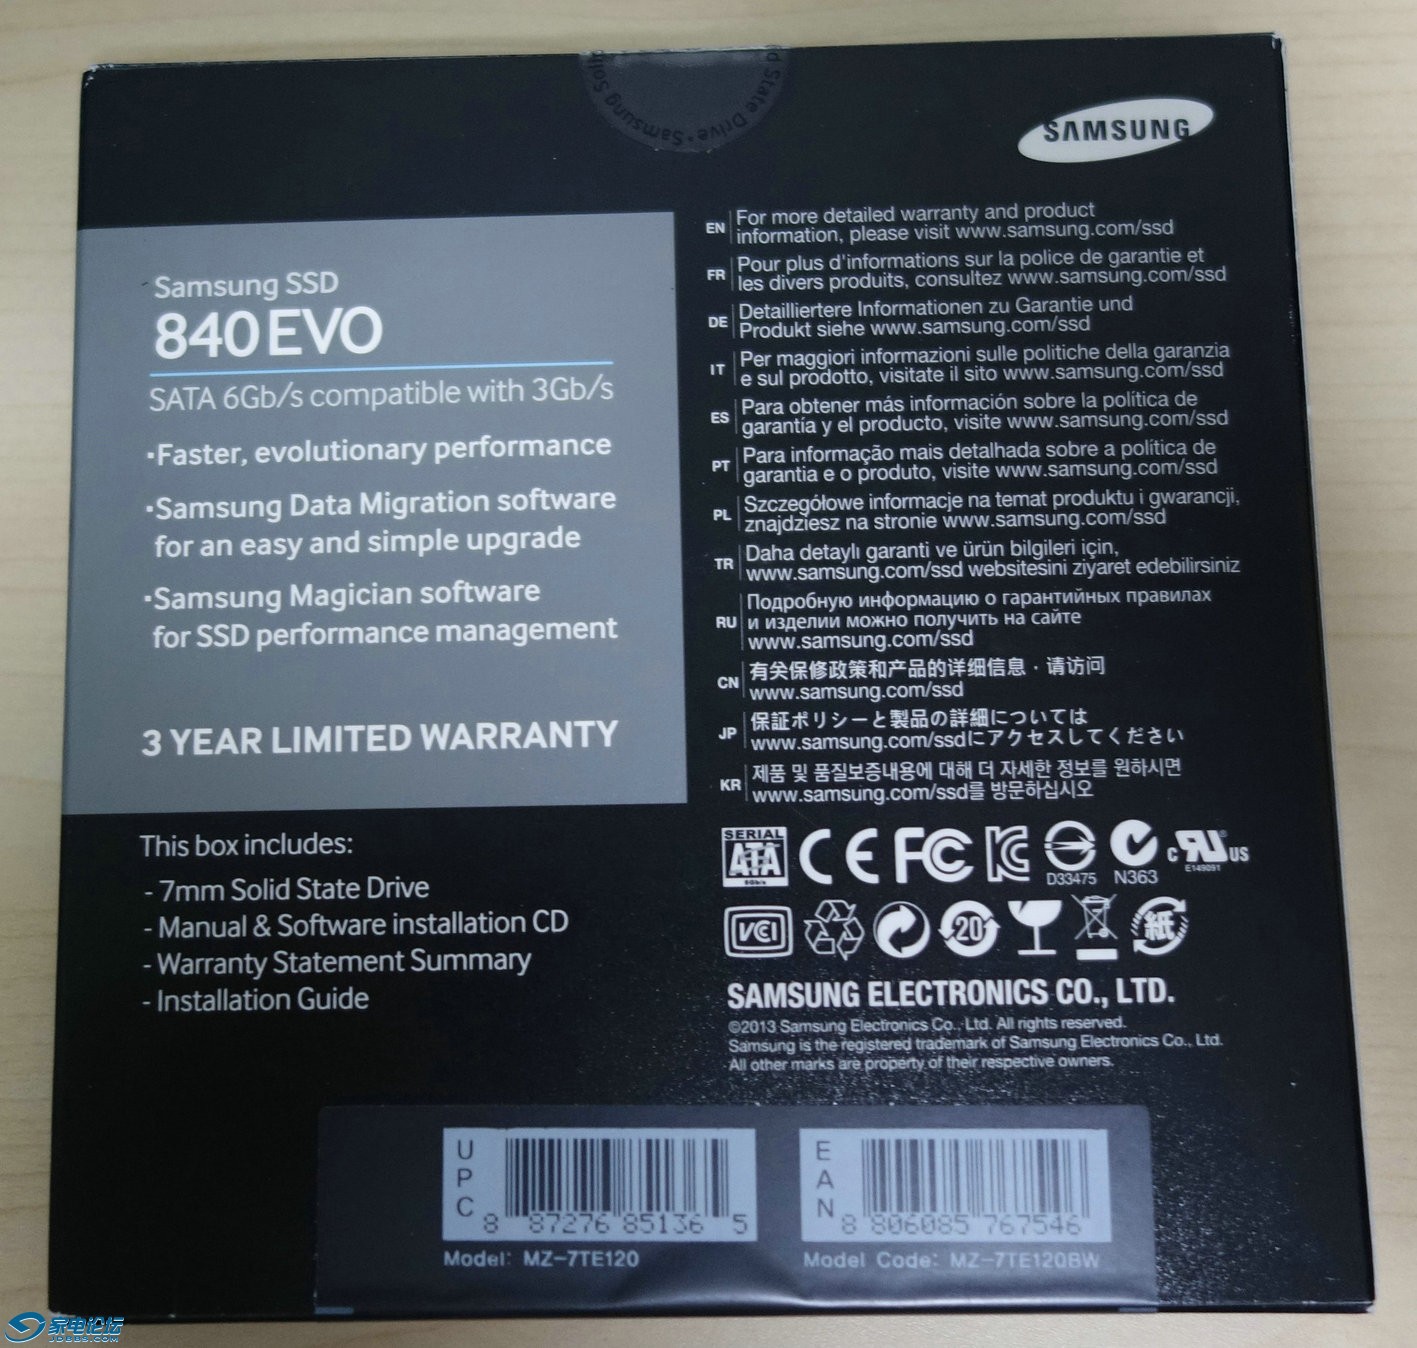 Samsung Solid State Drive
SAMSUNG
Samsung SSD
840 EVO
SATA 6Gb/s compatible with 3Gb/s
·Faster, evolutionary performance
·Samsung Data Migration software
for an easy and simple upgrade
·Samsung Magician software
for SSD performance management
3 YEAR LIMITED WARRANTY
This box includes:
- 7mm Solid State Drive
- Manual & Software installation CD
- Warranty Statement Summary
- Installation Guide
EN For more detailed warranty and product
information, please visit www.samsung.com/ssd
FR Pour plus d'informations sur la police de garantie et
les divers produits, consultez www.samsung.com/ssd
DE Detailliertere Informationen zu Garantie und
Produkt siehe www.samsung.com/ssd
IT Per maggiori informazioni sulle politiche della garanzia
e sul prodotto, visitate il sito www.samsung.com/ssd
ES Para obtener más información sobre la política de
garantía y el producto, visite www.samsung.com/ssd
PT Para informação mais detalhada sobre a política de
garantia e o produto, visite www.samsung.com/ssd
PL Szczegółowe informacje na temat produktu i gwarancji,
znajdziesz na stronie www.samsung.com/ssd
TR Daha detaylı garanti ve ürün bilgileri için,
www.samsung.com/ssd websitesini ziyaret edebilirsiniz
RU Подробную информацию о гарантийных правилах
и изделии можно получить на сайте
www.samsung.com/ssd
CN 有关保修政策和产品的详细信息·请访问
www.samsung.com/ssd
JP 保証ポリシーと製品の詳細については
www.samsung.com/ssdにアクセスしてください
KR 제품 및 품질보증내용에 대해 더 자세한 정보를 원하시면
www.samsung.com/ssd를 방문하십시오
SERIAL
ATA
6Gb/s
CE FC KC
D33475
N363
c RU US
E149091
VCI
20
紙
SAMSUNG ELECTRONICS CO., LTD.
©2013 Samsung Electronics Co., Ltd. All rights reserved.
Samsung is the registered trademark of Samsung Electronics Co., Ltd.
All other marks are property of their respective owners.
UPC
8 87276 85136 5
Model: MZ-7TE120
EAN
8 806085 767546
Model Code: MZ-7TE120BW
家电论坛
JDBBS.COM